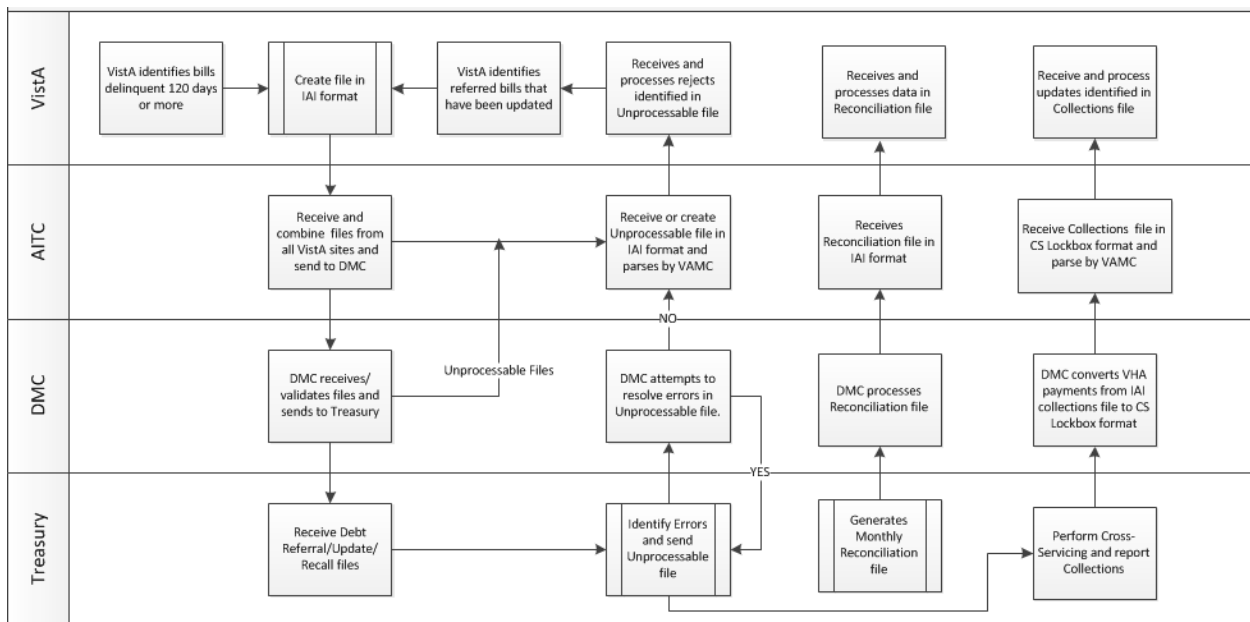 VistA
VistA identifies bills
delinquent 120 days
or more
Create file in
IAI format
VistA identifies
referred bills that
have been updated
Receives and
processes rejects
identified in
Unprocessable file
Receives and
processes data in
Reconciliation file
Receive and process
updates identified in
Collections file
AITC
Receive and
combine files from
all VistA sites and
send to DMC
Receive or create
Unprocessable file in
IAI format and
parses by VAMC
Receives
Reconciliation file in
IAI format
Receive Collections file in
CS Lockbox format and
parse by VAMC
NO
DMC
DMC receives/
validates files and
sends to Treasury
Unprocessable Files
DMC attempts to
resolve errors in
Unprocessable file.
DMC processes
Reconciliation file
DMC converts VHA
payments from IAI
collections file to CS
Lockbox format
YES
Treasury
Receive Debt
Referral/Update/
Recall files
Identify Errors
and send
Unprocessable
file
Generates
Monthly
Reconciliation
file
Perform Cross-
Servicing and report
Collections